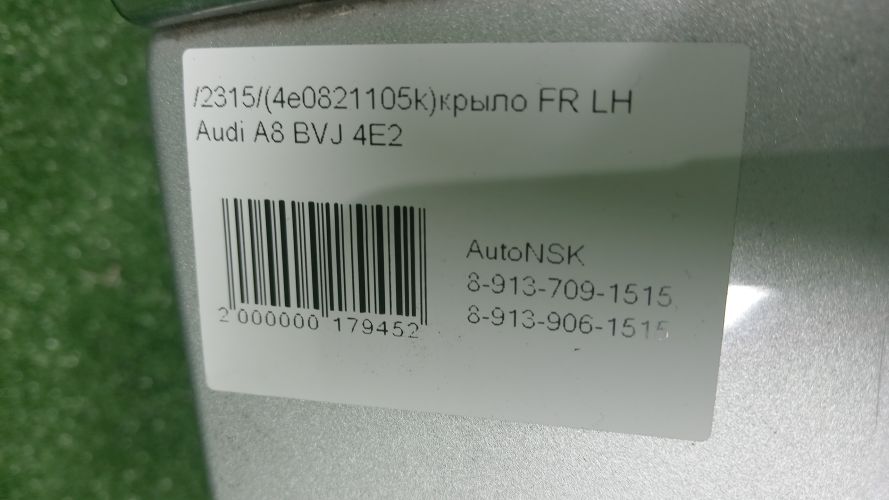 /2315/(4e0821105k)крыло FR LH
Audi A8 BVJ 4E2
AutoNSK
8-913-709-1515
8-913-906-1515
2 000000 179452